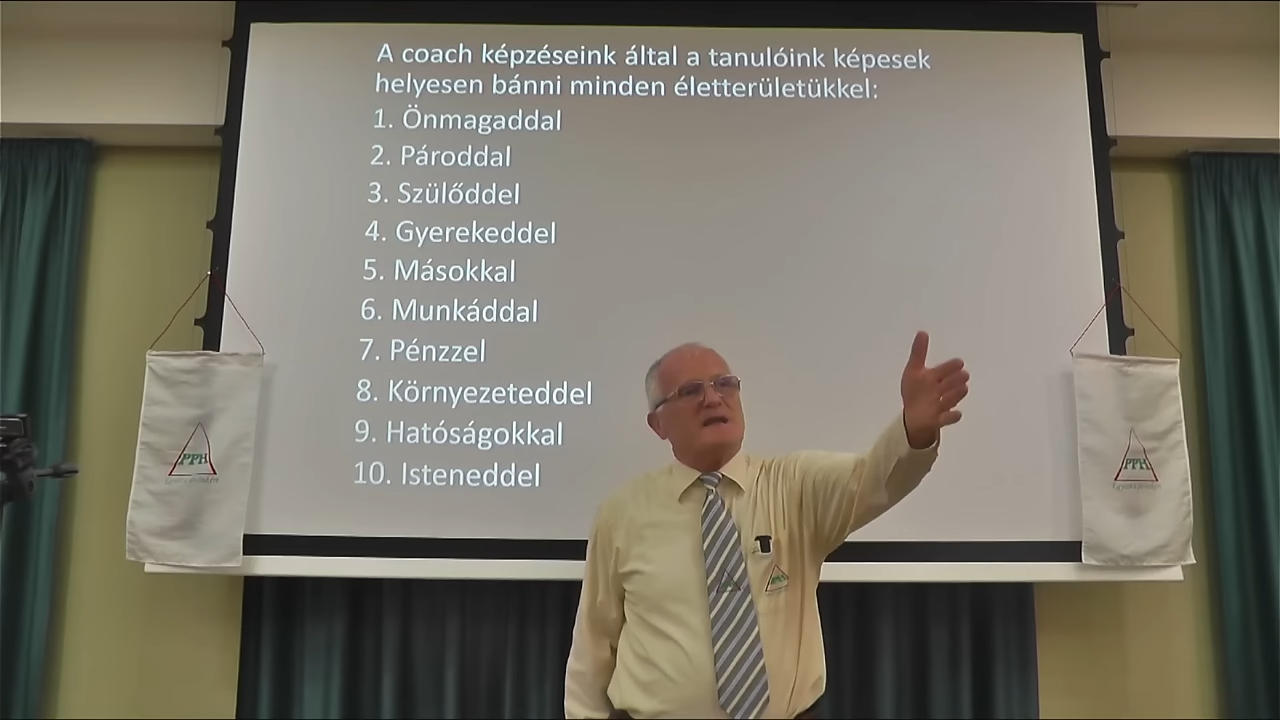 A coach képzéseink által a tanulóink képesek
helyesen bánni minden életterületükkel:
1. Önmagaddal
2. Pároddal
3. Szülőddel
4. Gyerekeddel
5. Másokkal
6. Munkáddal
7. Pénzzel
8. Környezeteddel
9. Hatóságokkal
10. Isteneddel
PPH
PPH